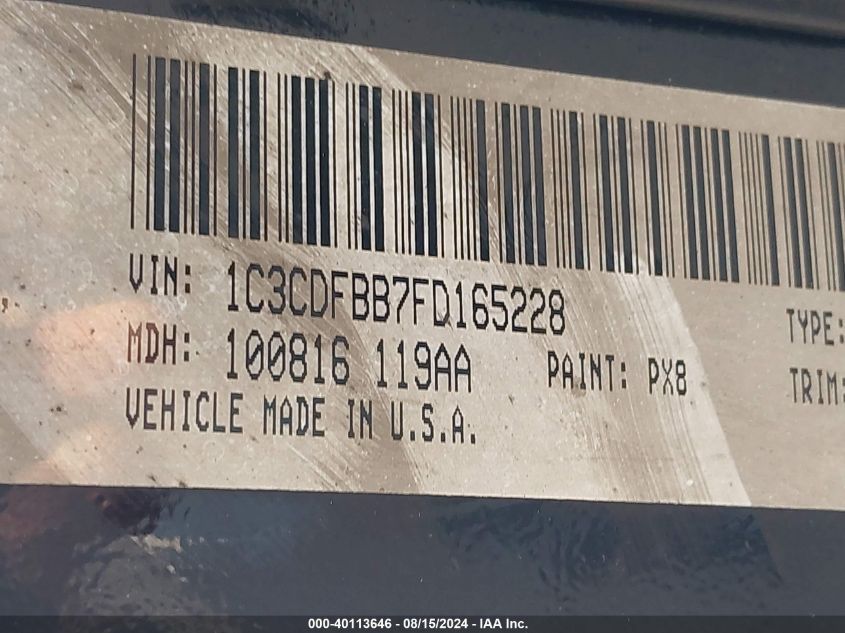 VIN: 1C3CDFBB7FD165228
TYPE:
MDH: 100816 119AA
PAINT: PX8
TRIM:
VEHICLE MADE IN U.S.A.
000-40113646 - 08/15/2024 - IAA Inc.